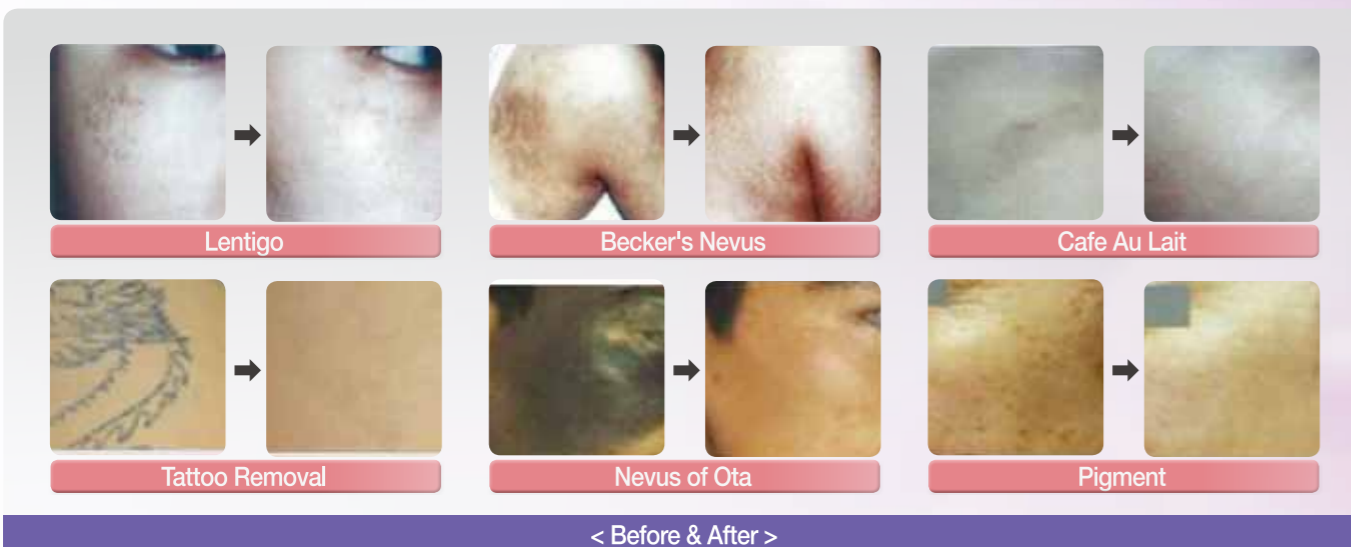 Lentigo
Becker's Nevus
Cafe Au Lait
Tattoo Removal
Nevus of Ota
Pigment
< Before & After >